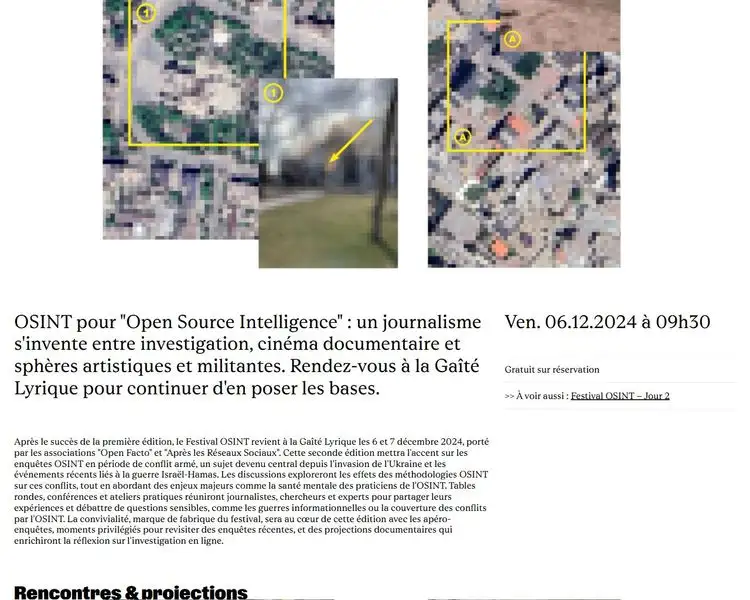 1
1
A
A
OSINT pour "Open Source Intelligence" : un journalisme
s'invente entre investigation, cinéma documentaire et
sphères artistiques et militantes. Rendez-vous à la Gaîté
Lyrique pour continuer d'en poser les bases.
Ven. 06.12.2024 à 09h30
Gratuit sur réservation
>> À voir aussi : Festival OSINT – Jour 2
Après le succès de la première édition, le Festival OSINT revient à la Gaîté Lyrique les 6 et 7 décembre 2024, porté
par les associations "Open Facto" et "Après les Réseaux Sociaux". Cette seconde édition mettra l'accent sur les
enquêtes OSINT en période de conflit armé, un sujet devenu central depuis l'invasion de l'Ukraine et les
événements récents liés à la guerre Israël-Hamas. Les discussions exploreront les effets des méthodologies OSINT
sur ces conflits, tout en abordant des enjeux majeurs comme la santé mentale des praticiens de l'OSINT. Tables
rondes, conférences et ateliers pratiques réuniront journalistes, chercheurs et experts pour partager leurs
expériences et débattre de questions sensibles, comme les guerres informationnelles ou la couverture des conflits
par l'OSINT. La convivialité, marque de fabrique du festival, sera au cœur de cette édition avec les apéro-
enquêtes, moments privilégiés pour revisiter des enquêtes récentes, et des projections documentaires qui
enrichiront la réflexion sur l'investigation en ligne.
Rencontres & projections